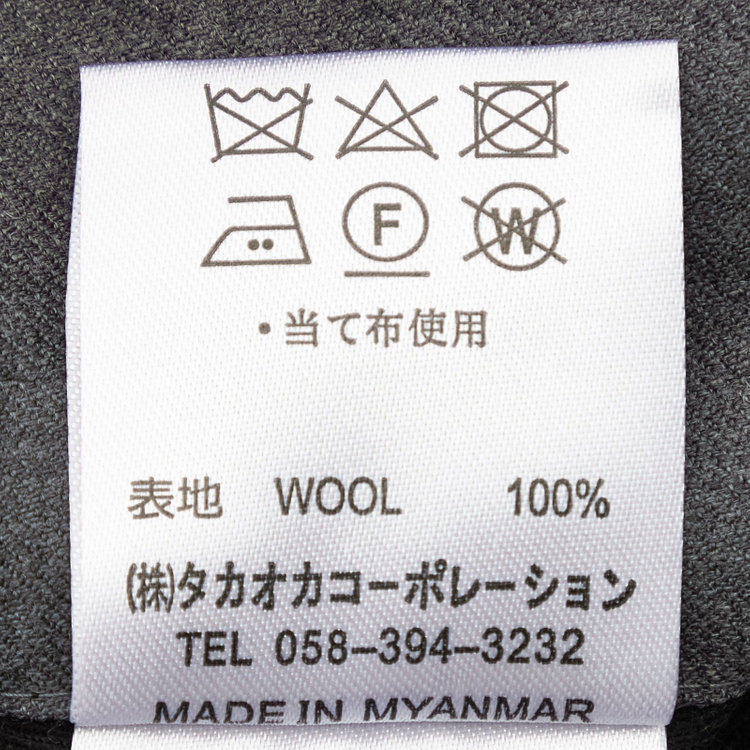 F W
・当て布使用
表地 WOOL 100%
(株)タカオカコーポレーション
TEL 058-394-3232
MADE IN MYANMAR